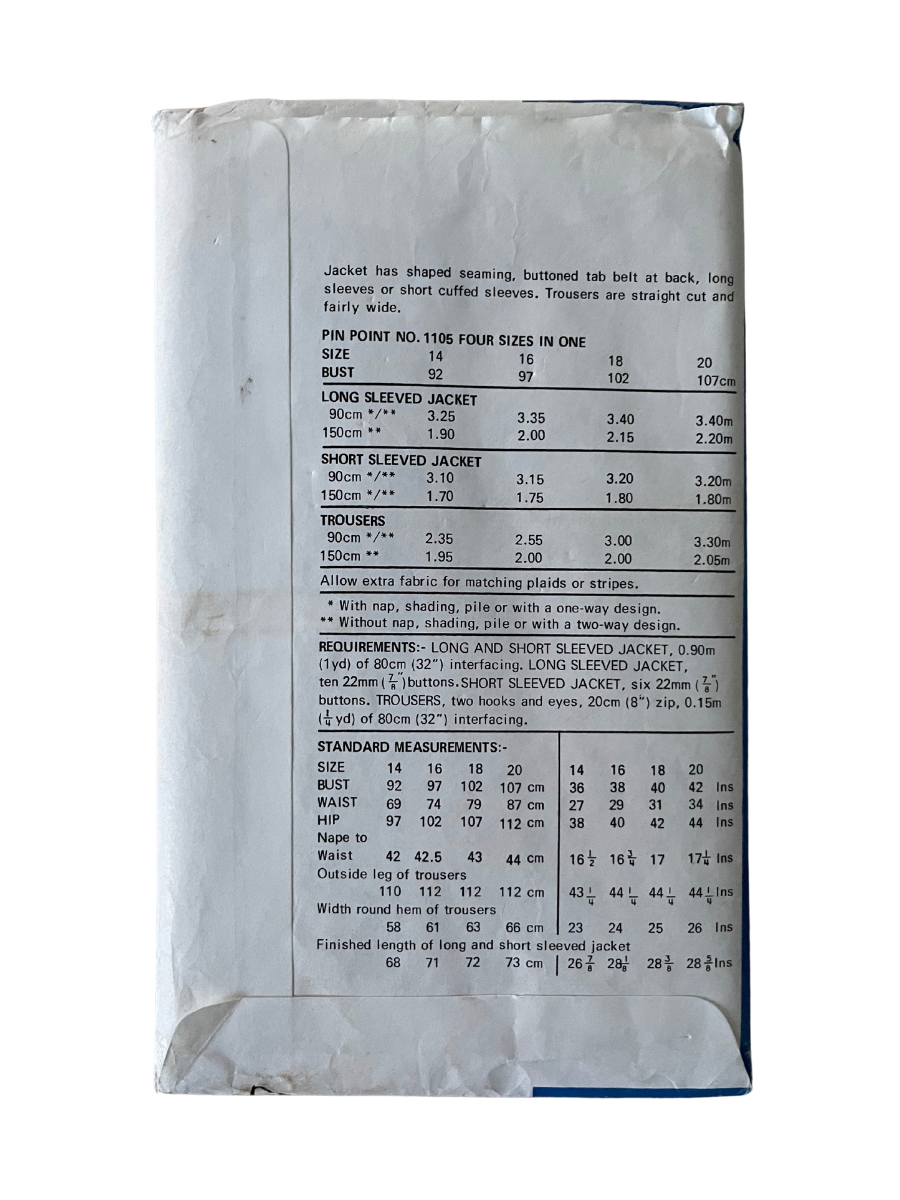 Jacket has shaped seaming, buttoned tab belt at back, long
sleeves or short cuffed sleeves. Trousers are straight cut and
fairly wide.
PIN POINT NO. 1105 FOUR SIZES IN ONE
SIZE 14 16 18 20
BUST 92 97 102 107cm
LONG SLEEVED JACKET
90cm */** 3.25 3.35 3.40 3.40m
150cm ** 1.90 2.00 2.15 2.20m
SHORT SLEEVED JACKET
90cm */** 3.10 3.15 3.20 3.20m
150cm */** 1.70 1.75 1.80 1.80m
TROUSERS
90cm */** 2.35 2.55 3.00 3.30m
150cm ** 1.95 2.00 2.00 2.05m
Allow extra fabric for matching plaids or stripes.
* With nap, shading, pile or with a one-way design.
** Without nap, shading, pile or with a two-way design.
REQUIREMENTS:- LONG AND SHORT SLEEVED JACKET, 0.90m
(1yd) of 80cm (32") interfacing. LONG SLEEVED JACKET,
ten 22mm (7/8") buttons. SHORT SLEEVED JACKET, six 22mm (7/8")
buttons. TROUSERS, two hooks and eyes, 20cm (8") zip, 0.15m
(1/4 yd) of 80cm (32") interfacing.
STANDARD MEASUREMENTS:-
SIZE 14 16 18 20 14 16 18 20
BUST 92 97 102 107 cm 36 38 40 42 Ins
WAIST 69 74 79 87 cm 27 29 31 34 Ins
HIP 97 102 107 112 cm 38 40 42 44 Ins
Nape to
Waist 42 42.5 43 44 cm 16 1/2 16 3/4 17 17 1/4 Ins
Outside leg of trousers
110 112 112 112 cm 43 1/4 44 1/4 44 1/4 44 1/4 Ins
Width round hem of trousers
58 61 63 66 cm 23 24 25 26 Ins
Finished length of long and short sleeved jacket
68 71 72 73 cm 26 7/8 28 1/8 28 3/8 28 5/8 Ins